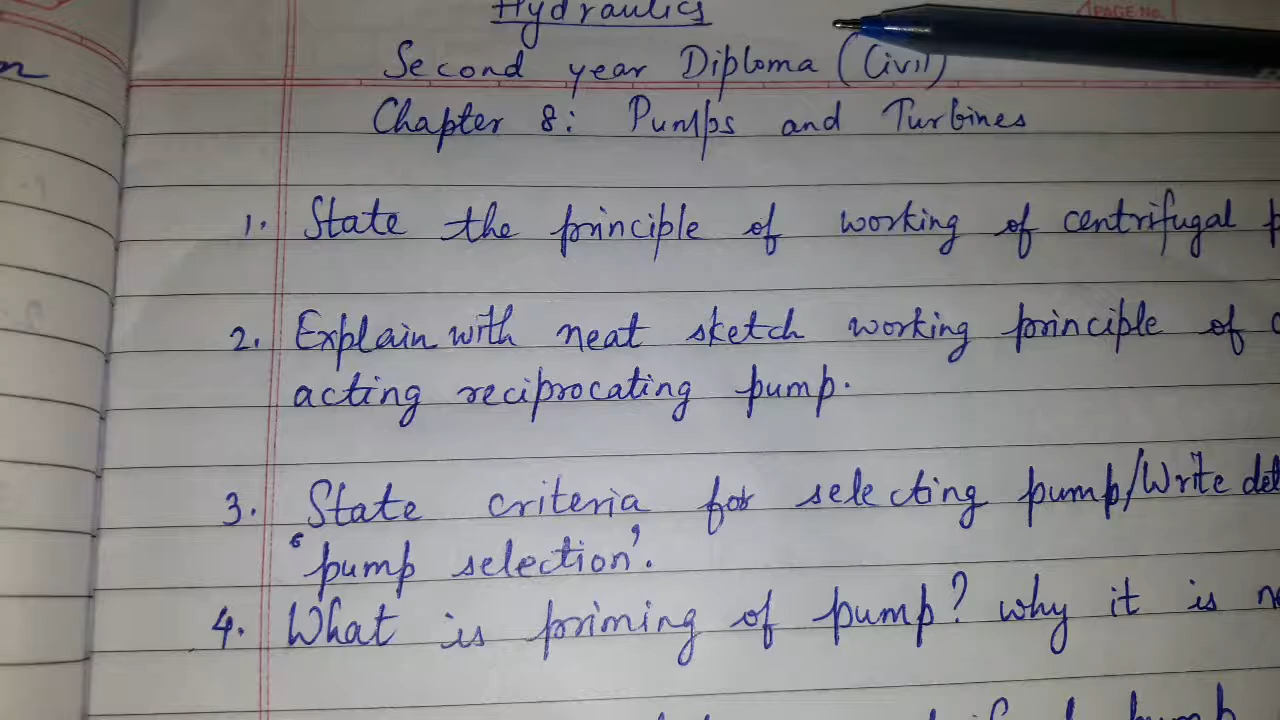 Hydraulics
PAGE No.
Second year Diploma (Civil)
Chapter 8: Pumps and Turbines
1. State the principle of working of centrifugal
2. Explain with neat sketch working principle of
acting reciprocating pump.
3. State criteria for selecting pump/Write
'pump selection'.
4. What is priming of pump? why it is